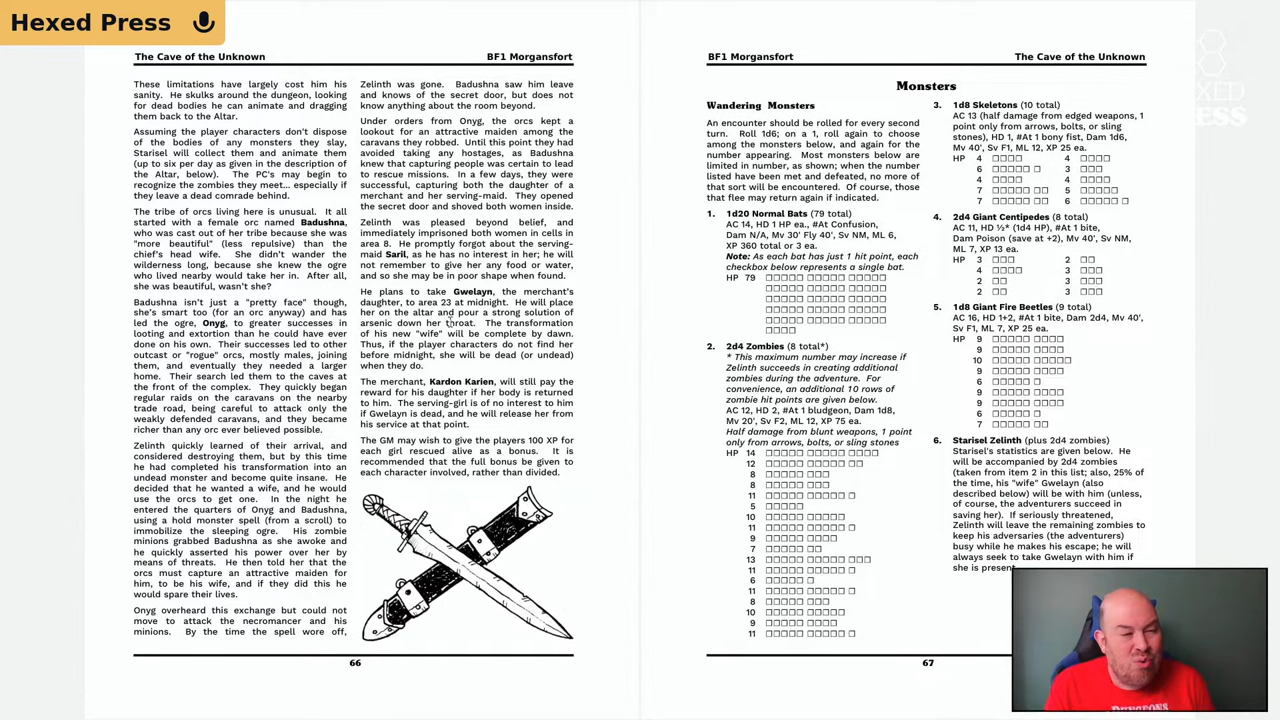 Hexed Press
The Cave of the Unknown
BF1 Morgansfort
These limitations have largely cost him his
sanity. He skulks around the dungeon, looking
for dead bodies he can animate and dragging
them back to the Altar.
Assuming the player characters don't dispose
of the bodies of any monsters they slay,
Starisel will collect them and animate them
(up to six per day as given in the description of
the Altar, below). The PC's may begin to
recognize the zombies they meet... especially if
they leave a dead comrade behind.
The tribe of orcs living here is unusual. It all
started with a female orc named Badushna,
who was cast out of her tribe because she was
"more beautiful" (less repulsive) than the
chief's head wife. She didn't wander the
wilderness long, because she knew the ogre
who lived nearby would take her in. After all,
she was beautiful, wasn't she?
Badushna isn't just a "pretty face" though,
she's smart too (for an orc anyway) and has
led the ogre, Onyg, to greater successes in
looting and extortion than he could have ever
done on his own. Their successes led to other
outcast or "rogue" orcs, mostly males, joining
them, and eventually they needed a larger
home. Their search led them to the caves at
the front of the complex. They quickly began
regular raids on the caravans on the nearby
trade road, being careful to attack only the
weakly defended caravans, and they became
richer than any orc ever believed possible.
Zelinth quickly learned of their arrival, and
considered destroying them, but by this time
he had completed his transformation into an
undead monster and become quite insane. He
decided that he wanted a wife, and he would
use the orcs to get one. In the night he
entered the quarters of Onyg and Badushna,
using a hold monster spell (from a scroll) to
immobilize the sleeping ogre. His zombie
minions grabbed Badushna as she awoke and
he quickly asserted his power over her by
means of threats. He then told her that the
orcs must capture an attractive maiden for
him, to be his wife, and if they did this he
would spare their lives.
Onyg overheard this exchange but could not
move to attack the necromancer and his
minions. By the time the spell wore off,
Zelinth was gone. Badushna saw him leave
and knows of the secret door, but does not
know anything about the room beyond.
Under orders from Onyg, the orcs kept a
lookout for an attractive maiden among the
caravans they robbed. Until this point they had
avoided taking any hostages, as Badushna
knew that capturing people was certain to lead
to rescue missions. In a few days, they were
successful, capturing both the daughter of a
merchant and her serving-maid. They opened
the secret door and shoved both women inside.
Zelinth was pleased beyond belief, and
immediately imprisoned both women in cells in
area 8. He promptly forgot about the serving-
maid Saril, as he has no interest in her; he will
not remember to give her any food or water,
and so she may be in poor shape when found.
He plans to take Gwelayn, the merchant's
daughter, to area 23 at midnight. He will place
her on the altar and pour a strong solution of
arsenic down her throat. The transformation
of his new "wife" will be complete by dawn.
Thus, if the player characters do not find her
before midnight, she will be dead (or undead)
when they do.
The merchant, Kardon Karien, will still pay the
reward for his daughter if her body is returned
to him. The serving-girl is of no interest to him
if Gwelayn is dead, and he will release her from
his service at that point.
The GM may wish to give the players 100 XP for
each girl rescued alive as a bonus. It is
recommended that the full bonus be given to
each character involved, rather than divided.
66
BF1 Morgansfort
The Cave of the Unknown
Monsters
Wandering Monsters
An encounter should be rolled for every second
turn. Roll 1d6; on a 1, roll again to choose
among the monsters below, and again for the
number appearing. Most monsters below are
limited in number, as shown; when the number
listed have been met and defeated, no more of
that sort will be encountered. Of course, those
that flee may return again if indicated.
1. 1d20 Normal Bats (79 total)
AC 14, HD 1 HP ea., #At Confusion,
Dam N/A, Mv 30' Fly 40', Sv NM, ML 6,
XP 360 total or 3 ea.
Note: As each bat has just 1 hit point, each
checkbox below represents a single bat.
HP 79
2. 2d4 Zombies (8 total*)
* This maximum number may increase if
Zelinth succeeds in creating additional
zombies during the adventure. For
convenience, an additional 10 rows of
zombie hit points are given below.
AC 12, HD 2, #At 1 bludgeon, Dam 1d8,
Mv 20', Sv F2, ML 12, XP 75 ea.
Half damage from blunt weapons, 1 point
only from arrows, bolts, or sling stones
HP 14
12
8
8
11
5
10
11
9
7
13
11
6
11
8
10
9
11
3. 1d8 Skeletons (10 total)
AC 13 (half damage from edged weapons, 1
point only from arrows, bolts, or sling
stones), HD 1, #At 1 bony fist, Dam 1d6,
Mv 40', Sv F1, ML 12, XP 25 ea.
HP 4 4
6 3
4 4
7 5
7 6
4. 2d4 Giant Centipedes (8 total)
AC 11, HD ½* (1d4 HP), #At 1 bite,
Dam Poison (save at +2), Mv 40', Sv NM,
ML 7, XP 13 ea.
HP 3 2
4 3
2 3
2 3
5. 1d8 Giant Fire Beetles (9 total)
AC 16, HD 1+2, #At 1 bite, Dam 2d4, Mv 40',
Sv F1, ML 7, XP 25 ea.
HP 9
9
10
9
6
9
9
6
7
6. Starisel Zelinth (plus 2d4 zombies)
Starisel's statistics are given below. He
will be accompanied by 2d4 zombies
(taken from item 2 in this list; also, 25% of
the time, his "wife" Gwelayn (also
described below) will be with him (unless,
of course, the adventurers succeed in
saving her). If seriously threatened,
Zelinth will leave the remaining zombies to
keep his adversaries (the adventurers)
busy while he makes his escape; he will
always seek to take Gwelayn with him if
she is present.
67